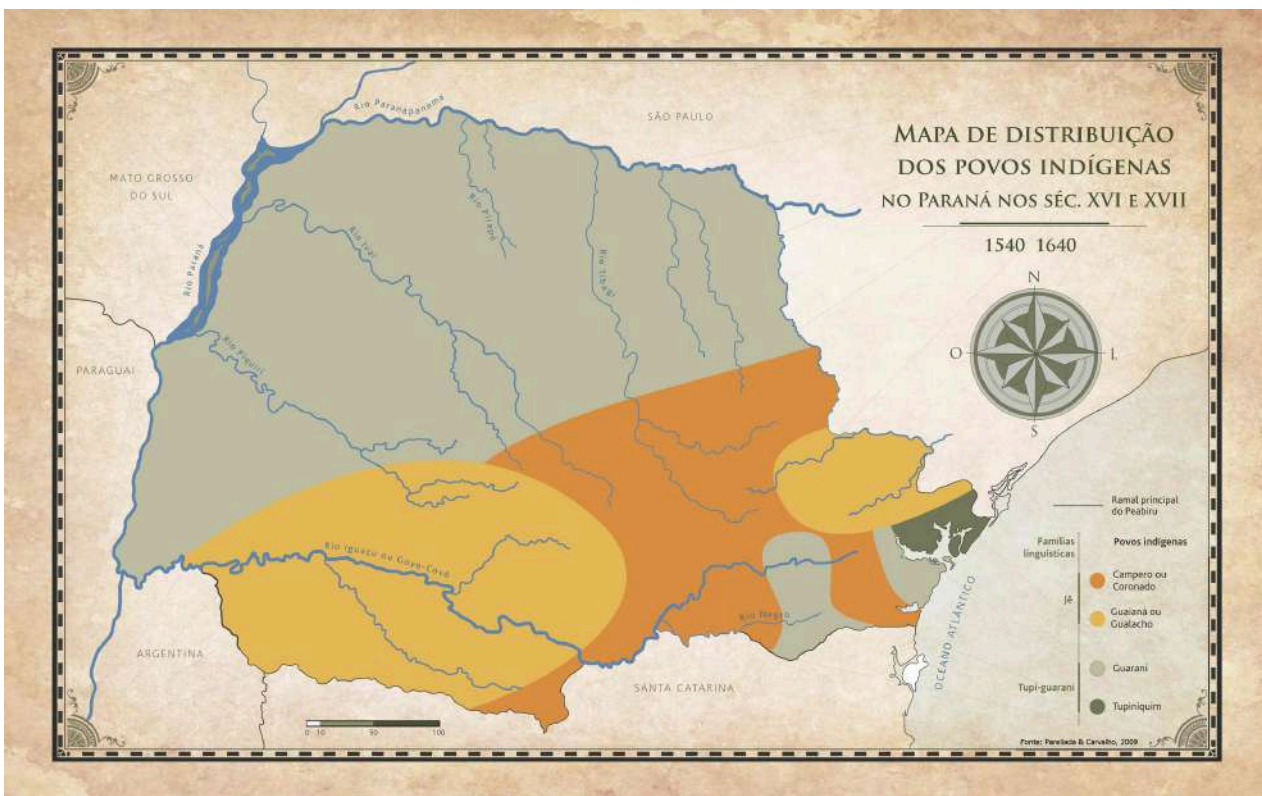 MAPA DE DISTRIBUIÇÃO
DOS POVOS INDÍGENAS
NO PARANÁ NOS SÉC. XVI E XVII
1540 1640
N
O
L
S
Rio Paranapanema
SÃO PAULO
MATO GROSSO
DO SUL
Rio Pirapó
Rio Paraná
Rio Ivaí
Rio Tibagi
Rio Piquiri
PARAGUAI
Rio Iguaçu ou Goyo-Covó
Rio Negro
ARGENTINA
SANTA CATARINA
OCEANO ATLÂNTICO
0 10 50 100
Ramal principal
do Peabiru
Famílias
linguísticas
Povos indígenas
Jê
Campero ou
Coronado
Guaianá ou
Gualacho
Tupi-guarani
Guarani
Tupiniquim
Fonte: Parellada & Carvalho, 2009